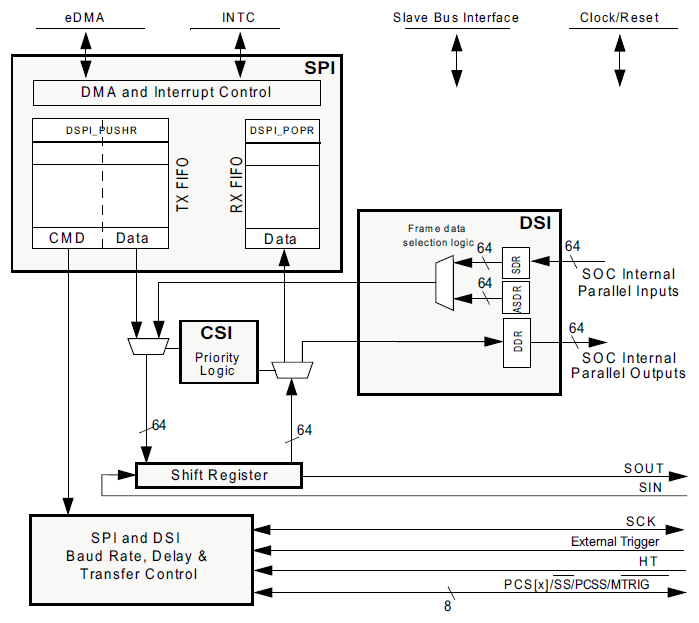 eDMA
INTC
Slave Bus Interface
Clock/Reset
SPI
DMA and Interrupt Control
DSPI_PUSHR
DSPI_POPR
TX FIFO
RX FIFO
CMD
Data
Data
DSI
Frame data
selection logic
64
SDR
64
SOC Internal
Parallel Inputs
64
ASDR
CSI
Priority
Logic
DDR
64
SOC Internal
Parallel Outputs
64
64
Shift Register
SOUT
SIN
SPI and DSI
Baud Rate, Delay &
Transfer Control
SCK
External Trigger
HT
PCS[x]/SS/PCSS/MTRIG
8